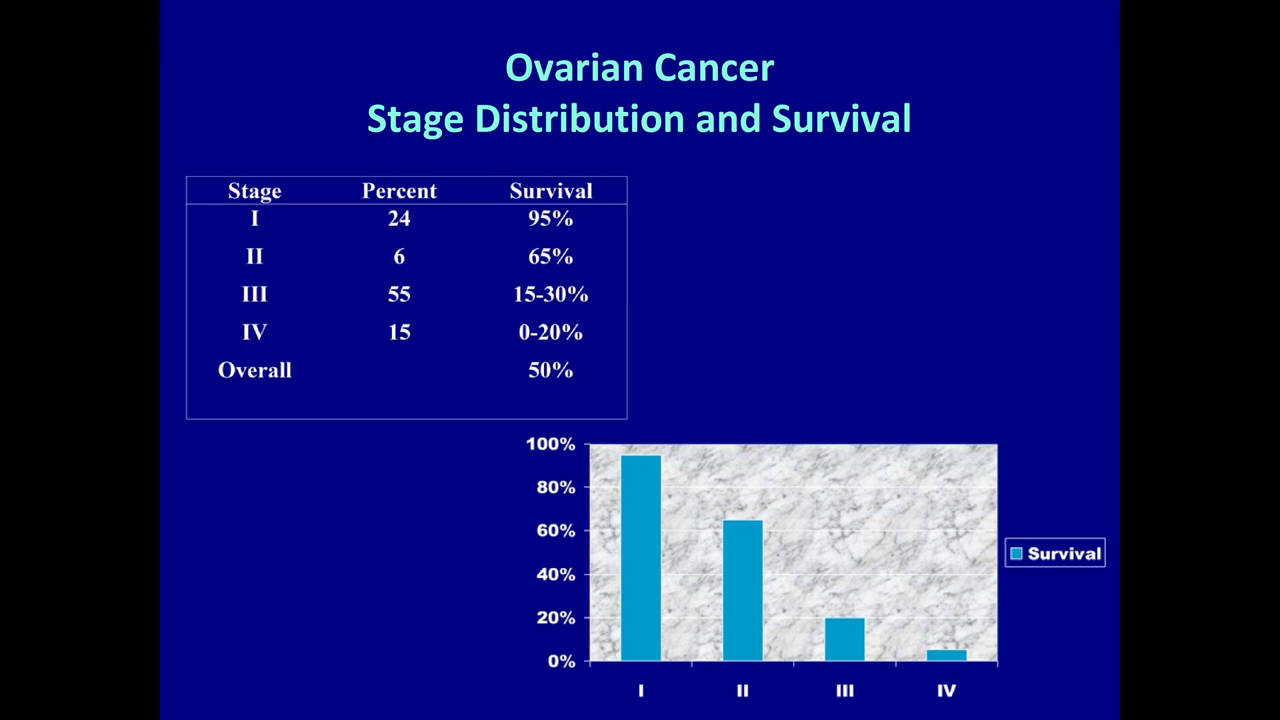 Ovarian Cancer
Stage Distribution and Survival
Stage Percent Survival
I 24 95%
II 6 65%
III 55 15-30%
IV 15 0-20%
Overall 50%
100%
80%
60%
40%
20%
0%
I II III IV
Survival